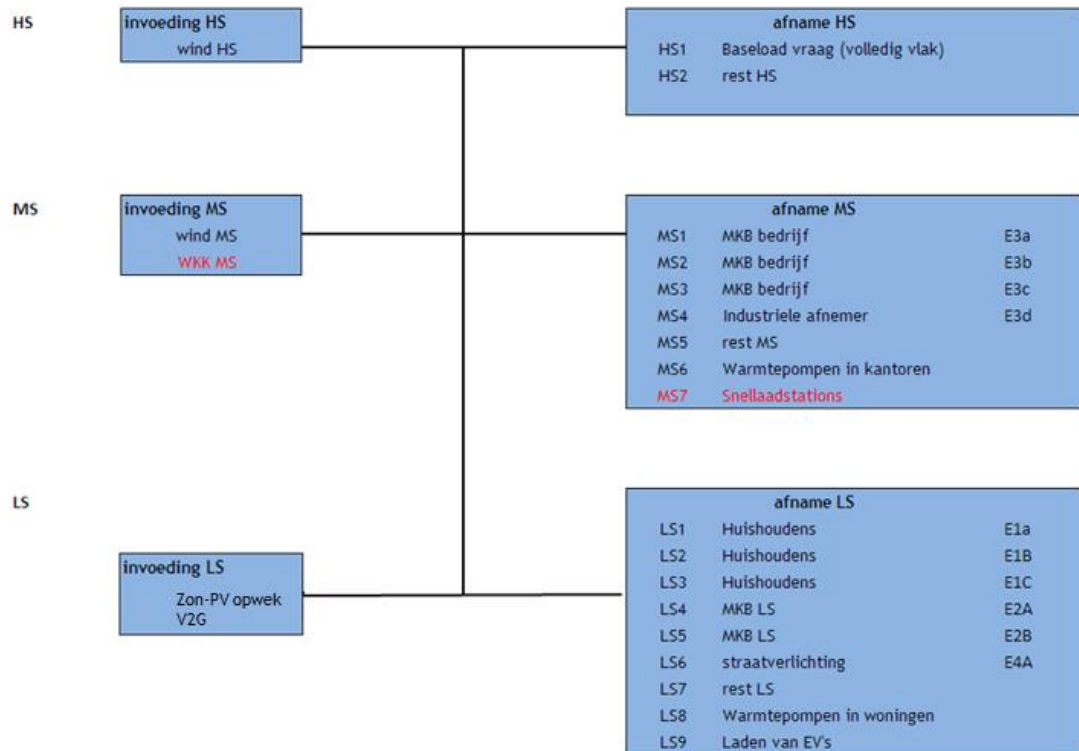 HS
invoeding HS
wind HS
afname HS
HS1 Baseload vraag (volledig vlak)
HS2 rest HS
MS
invoeding MS
wind MS
WKK MS
afname MS
MS1 MKB bedrijf E3a
MS2 MKB bedrijf E3b
MS3 MKB bedrijf E3c
MS4 Industriele afnemer E3d
MS5 rest MS
MS6 Warmtepompen in kantoren
MS7 Snellaadstations
LS
invoeding LS
Zon-PV opwek
V2G
afname LS
LS1 Huishoudens E1a
LS2 Huishoudens E1B
LS3 Huishoudens E1C
LS4 MKB LS E2A
LS5 MKB LS E2B
LS6 straatverlichting E4A
LS7 rest LS
LS8 Warmtepompen in woningen
LS9 Laden van EV's